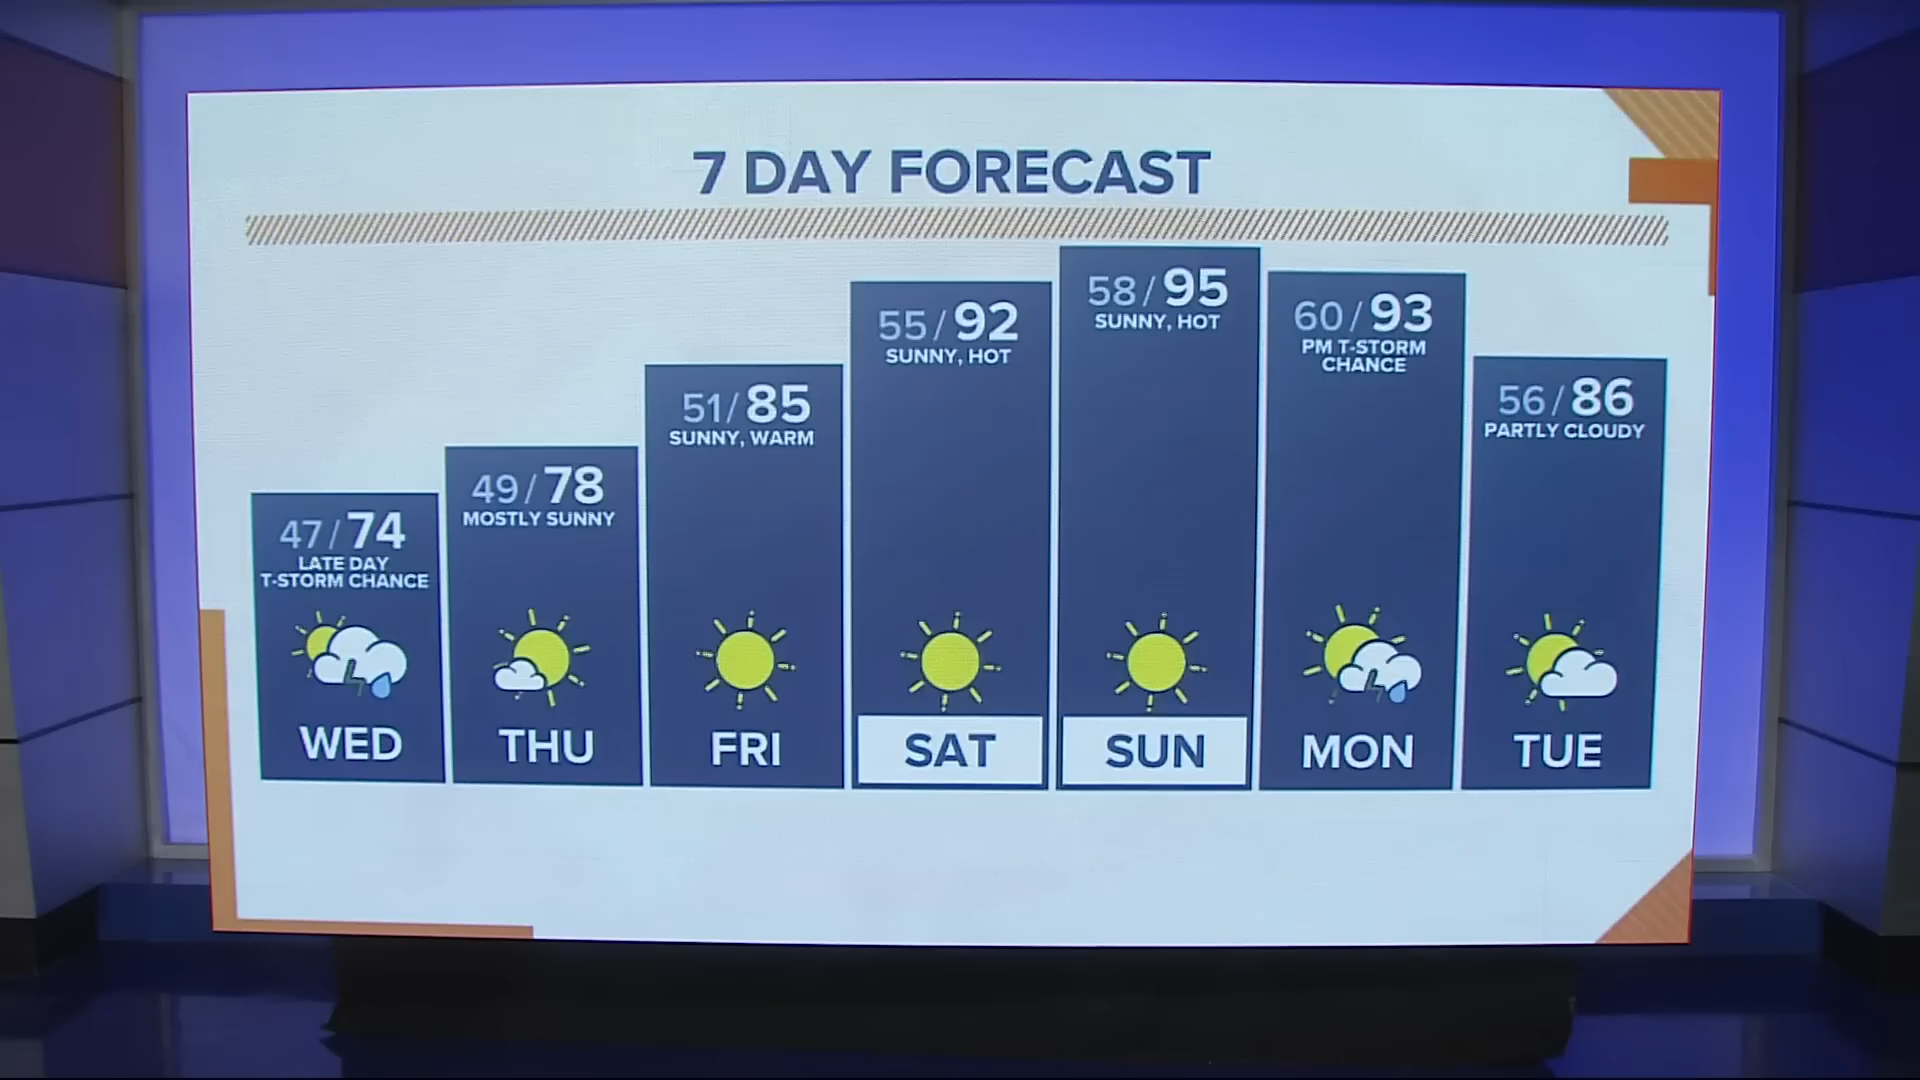 7 DAY FORECAST
47/74
LATE DAY
T-STORM CHANCE
WED
49/78
MOSTLY SUNNY
THU
51/85
SUNNY, WARM
FRI
55/92
SUNNY, HOT
SAT
58/95
SUNNY, HOT
SUN
60/93
PM T-STORM
CHANCE
MON
56/86
PARTLY CLOUDY
TUE